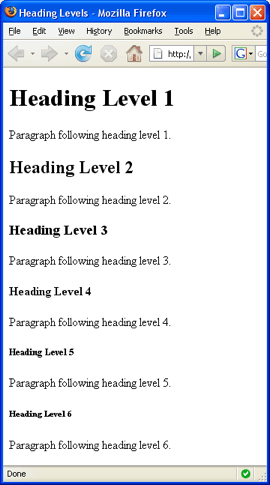 Heading Levels - Mozilla Firefox
File Edit View History Bookmarks Tools Help
http:/, G Go
Heading Level 1
Paragraph following heading level 1.
Heading Level 2
Paragraph following heading level 2.
Heading Level 3
Paragraph following heading level 3.
Heading Level 4
Paragraph following heading level 4.
Heading Level 5
Paragraph following heading level 5.
Heading Level 6
Paragraph following heading level 6.
Done